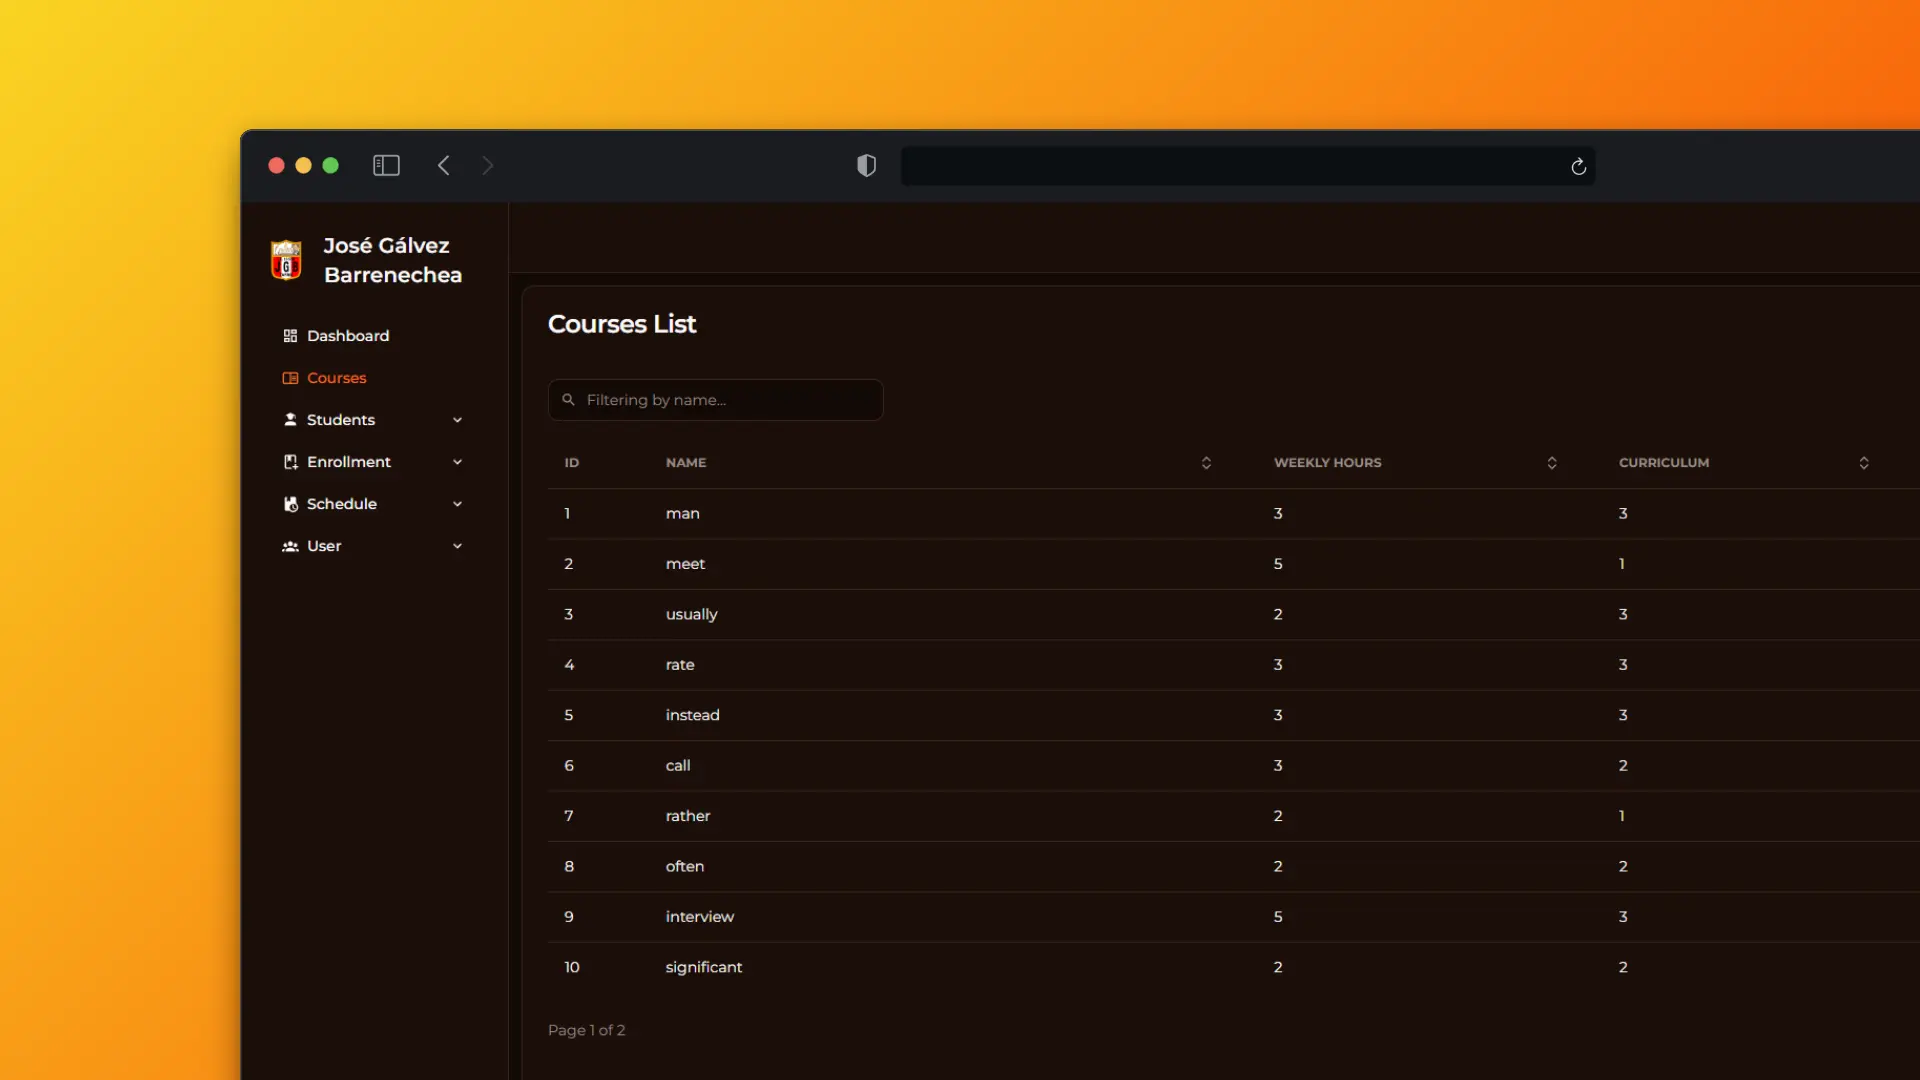 José Gálvez
Barrenechea
Dashboard
Courses
Students
Enrollment
Schedule
User
Courses List
Filtering by name...
ID NAME WEEKLY HOURS CURRICULUM
1 man 3 3
2 meet 5 1
3 usually 2 3
4 rate 3 3
5 instead 3 3
6 call 3 2
7 rather 2 1
8 often 2 2
9 interview 5 3
10 significant 2 2
Page 1 of 2